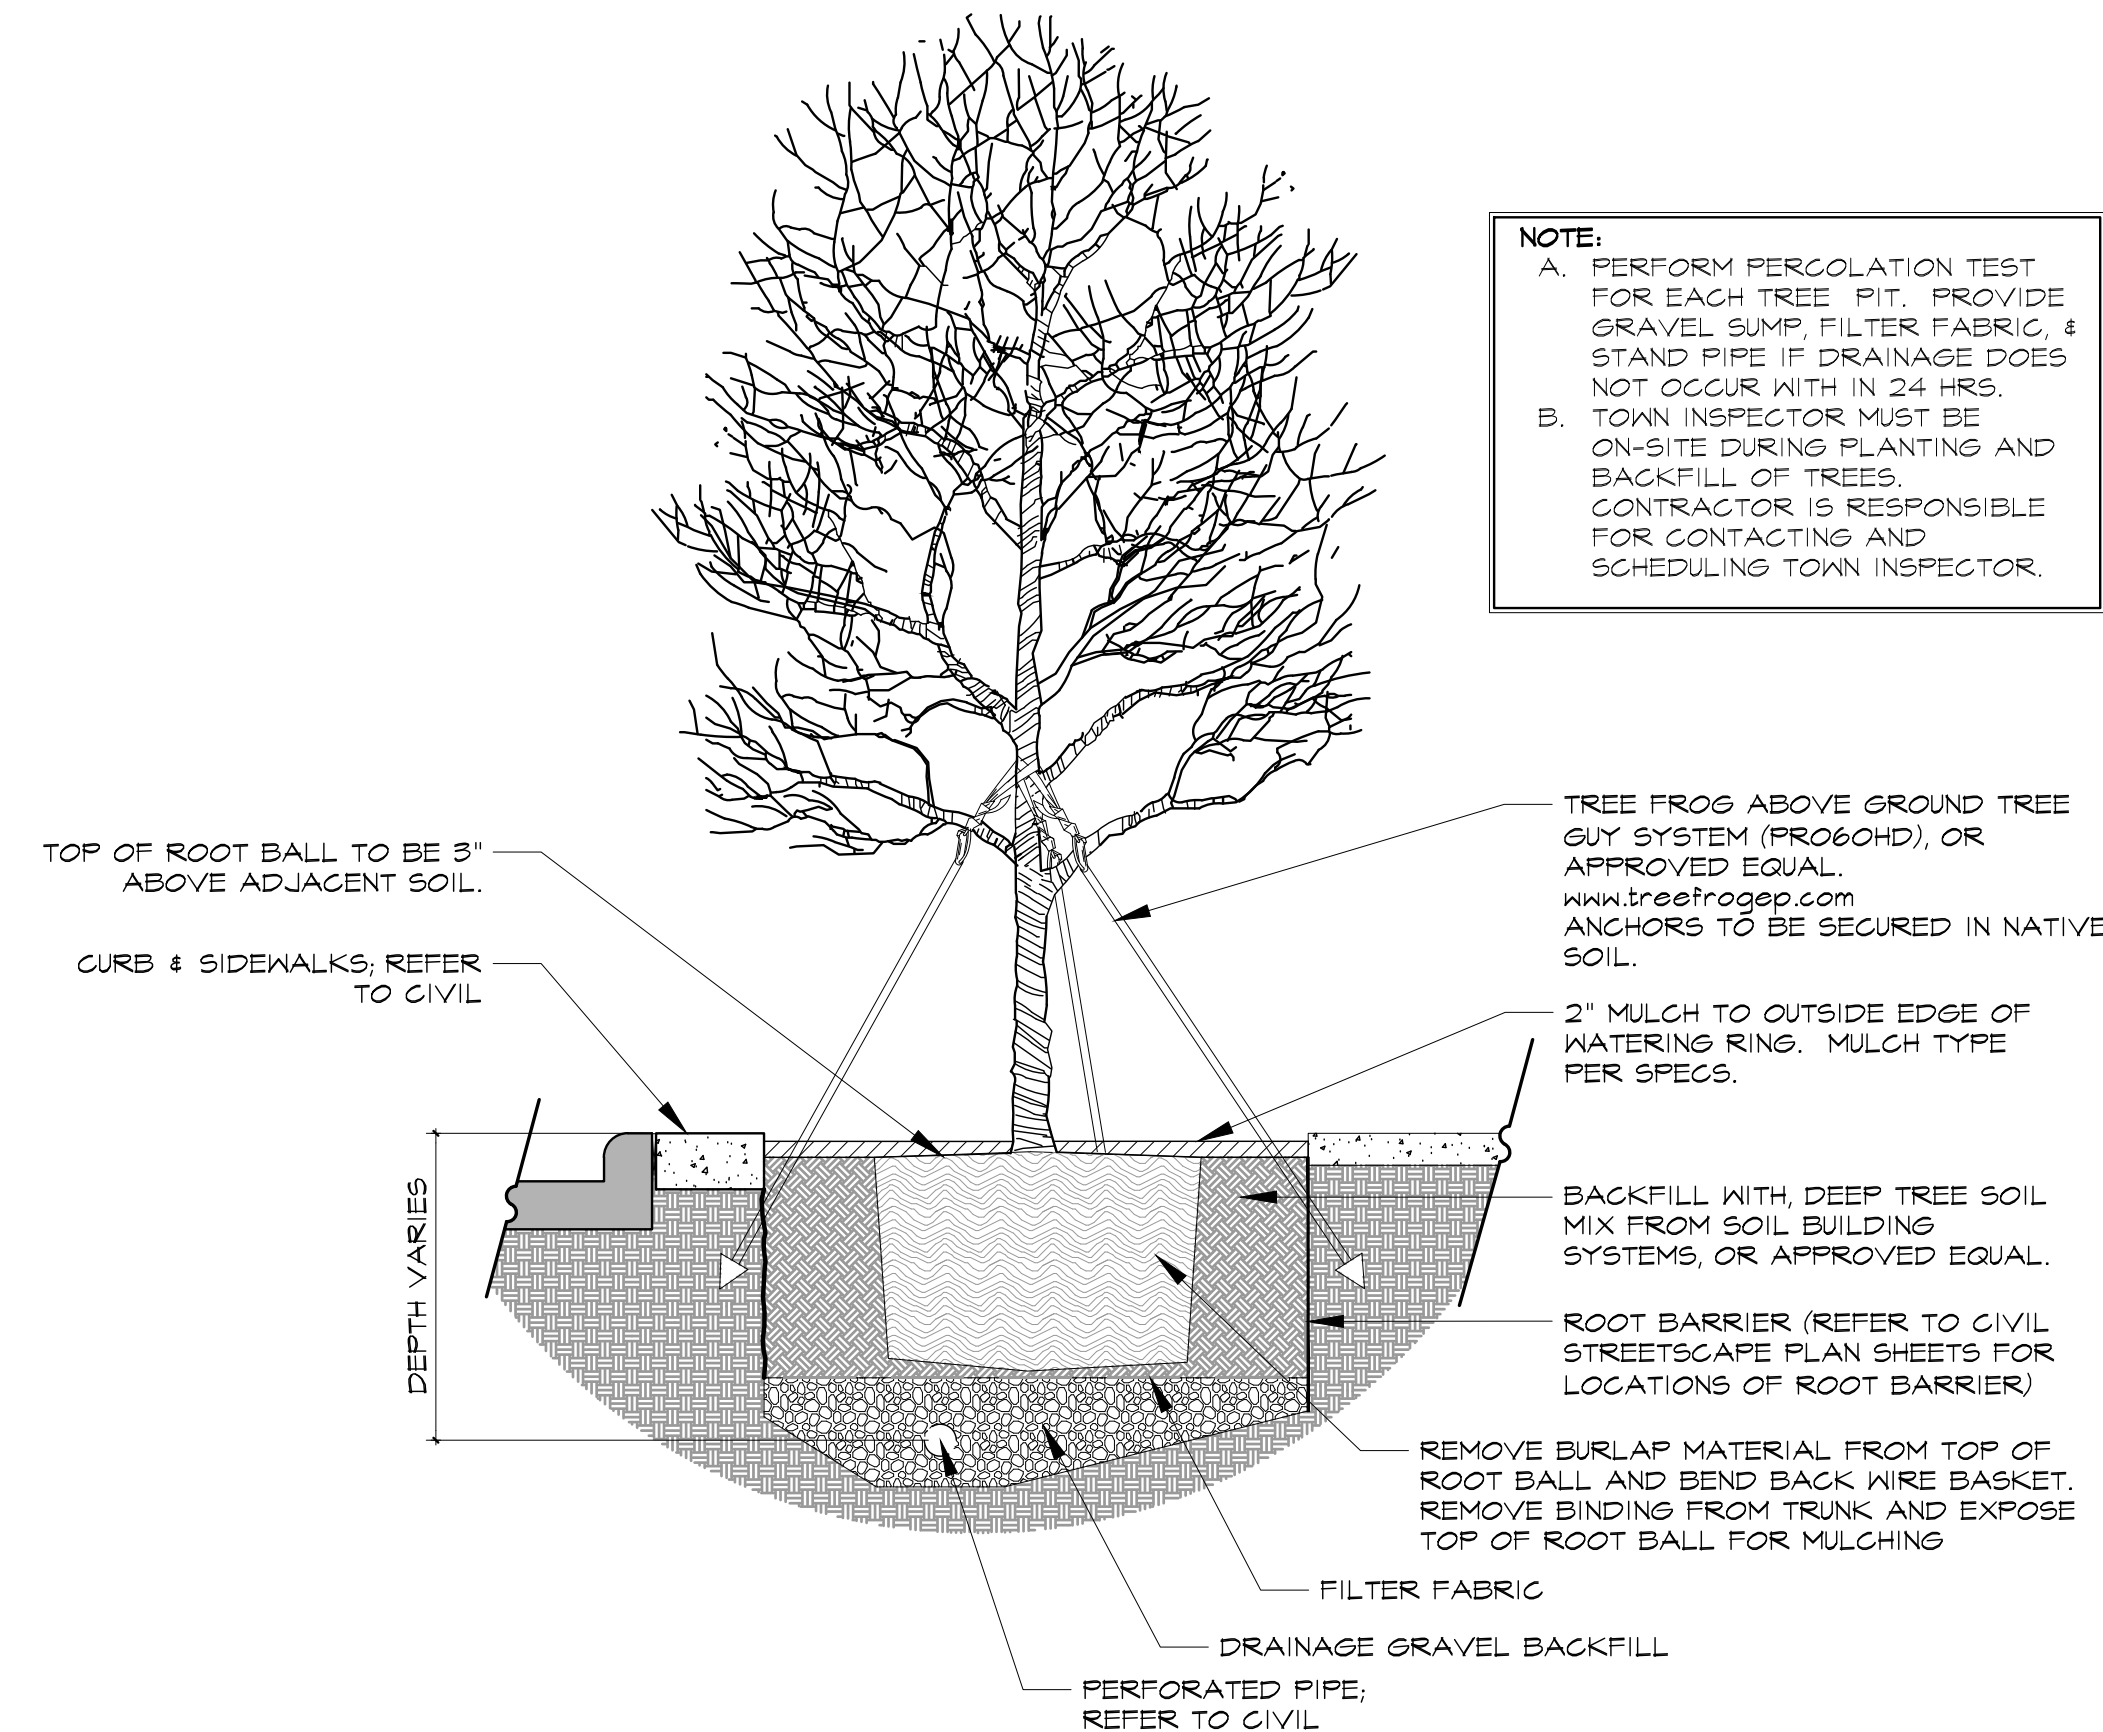 NOTE:
A. PERFORM PERCOLATION TEST
FOR EACH TREE PIT. PROVIDE
GRAVEL SUMP, FILTER FABRIC, &
STAND PIPE IF DRAINAGE DOES
NOT OCCUR WITH IN 24 HRS.
B. TOWN INSPECTOR MUST BE
ON-SITE DURING PLANTING AND
BACKFILL OF TREES.
CONTRACTOR IS RESPONSIBLE
FOR CONTACTING AND
SCHEDULING TOWN INSPECTOR.
TOP OF ROOT BALL TO BE 3"
ABOVE ADJACENT SOIL.
CURB & SIDEWALKS; REFER
TO CIVIL
DEPTH VARIES
TREE FROG ABOVE GROUND TREE
GUY SYSTEM (PRO60HD), OR
APPROVED EQUAL.
www.treefrogep.com
ANCHORS TO BE SECURED IN NATIVE
SOIL.
2" MULCH TO OUTSIDE EDGE OF
WATERING RING. MULCH TYPE
PER SPECS.
BACKFILL WITH, DEEP TREE SOIL
MIX FROM SOIL BUILDING
SYSTEMS, OR APPROVED EQUAL.
ROOT BARRIER (REFER TO CIVIL
STREETSCAPE PLAN SHEETS FOR
LOCATIONS OF ROOT BARRIER)
REMOVE BURLAP MATERIAL FROM TOP OF
ROOT BALL AND BEND BACK WIRE BASKET.
REMOVE BINDING FROM TRUNK AND EXPOSE
TOP OF ROOT BALL FOR MULCHING
FILTER FABRIC
DRAINAGE GRAVEL BACKFILL
PERFORATED PIPE;
REFER TO CIVIL